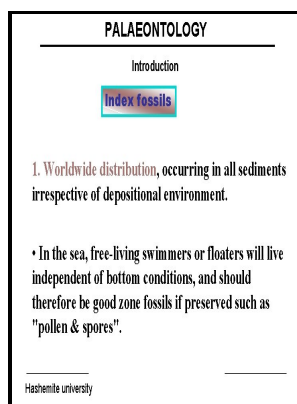 PALAEONTOLOGY
Introduction
Index fossils
1. Worldwide distribution, occurring in all sediments
irrespective of depositional environment.
• In the sea, free-living swimmers or floaters will live
independent of bottom conditions, and should
therefore be good zone fossils if preserved such as
"pollen & spores".
Hashemite university